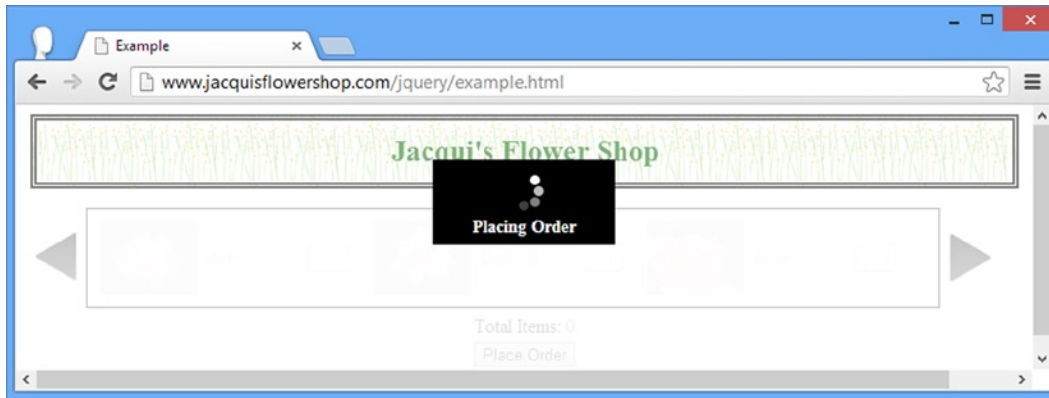 Example
www.jacquisflowershop.com/jquery/example.html
Jacqui's Flower Shop
Placing Order
Total Items: 0
Place Order